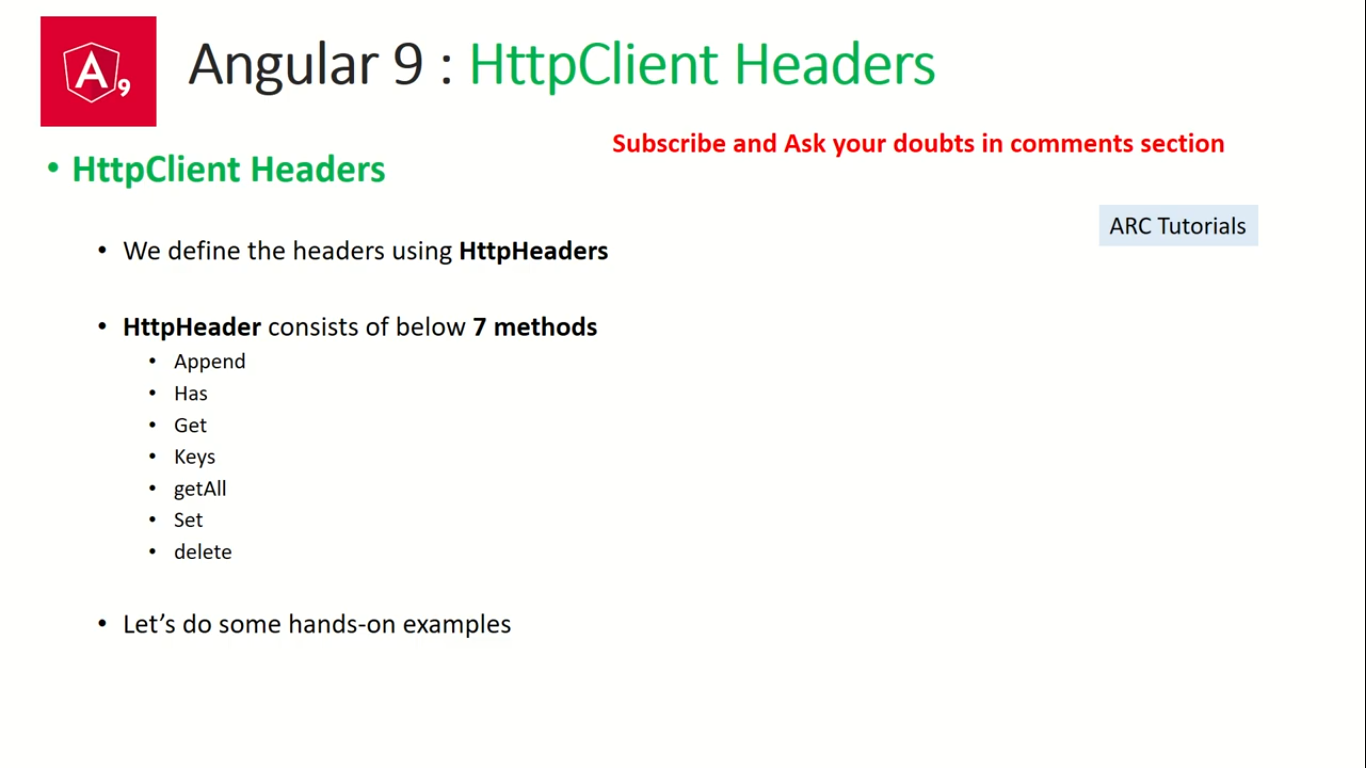 A9
Angular 9 : HttpClient Headers
Subscribe and Ask your doubts in comments section
• HttpClient Headers
ARC Tutorials
• We define the headers using HttpHeaders
• HttpHeader consists of below 7 methods
• Append
• Has
• Get
• Keys
• getAll
• Set
• delete
• Let’s do some hands-on examples